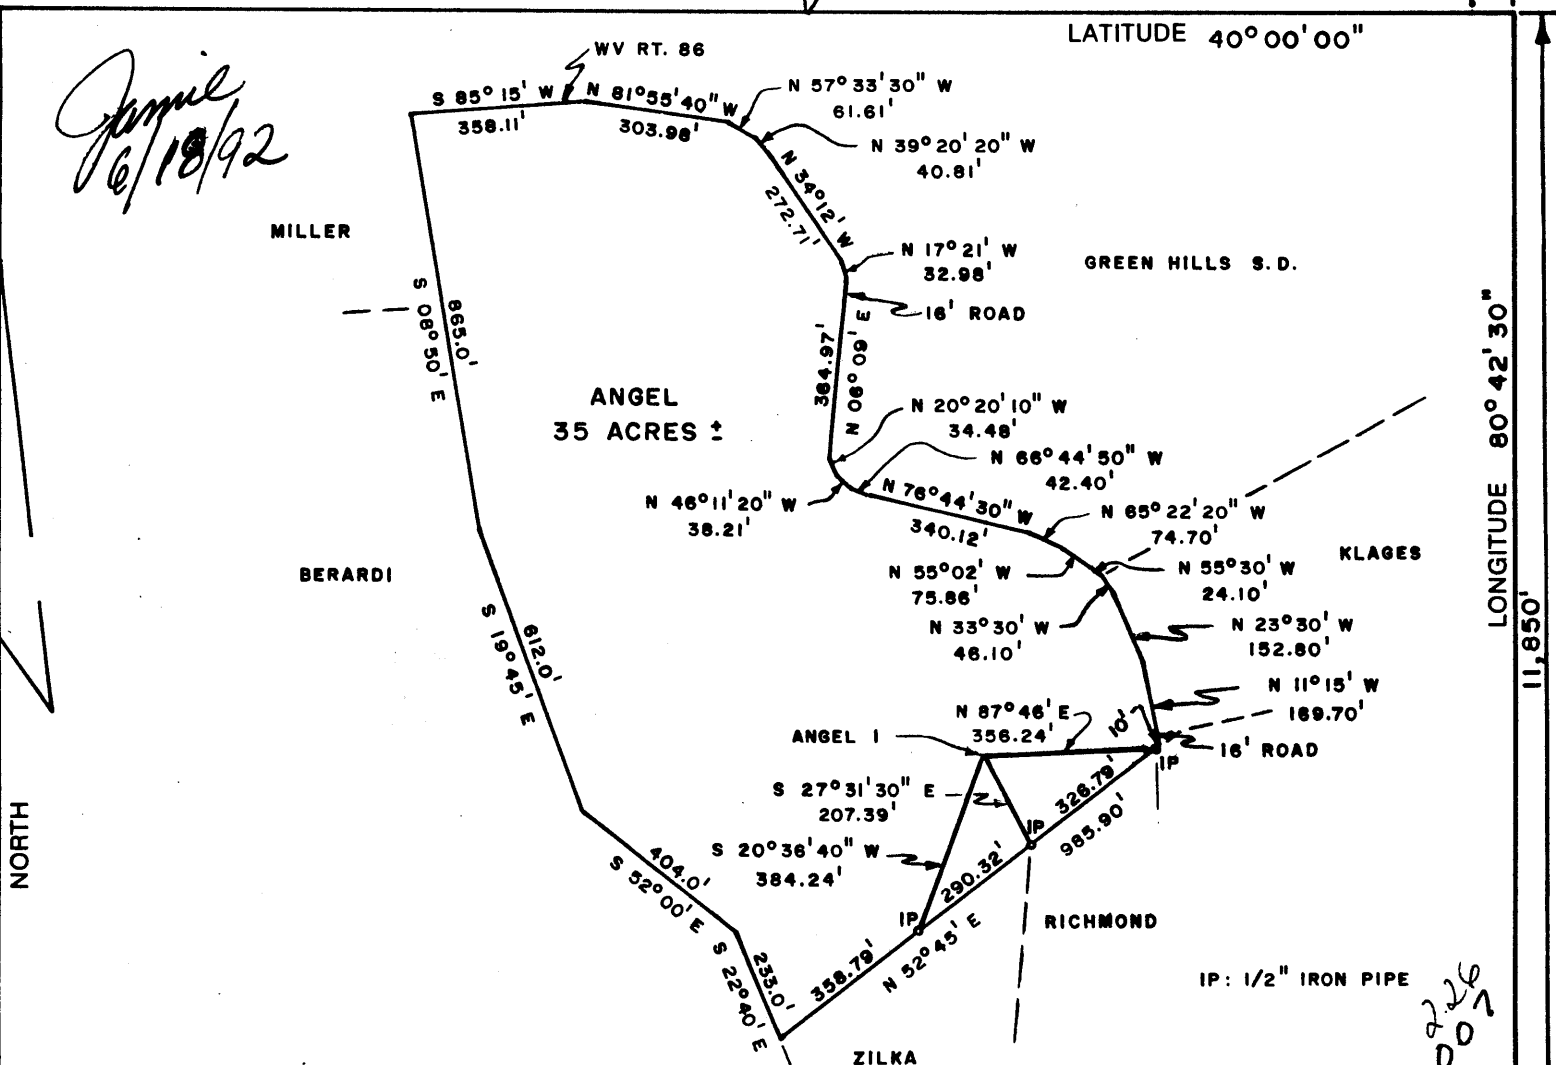 LATITUDE 40°00'00"
Jamie
6/18/92
WV RT. 86
S 85° 15' W
358.11'
N 81°55'40" W
303.98'
N 57°33'30" W
61.61'
N 39°20'20" W
40.81'
N 34°12' W
272.71'
MILLER
N 17°21' W
32.98'
GREEN HILLS S.D.
16' ROAD
865.0'
S 08°50' E
364.97'
N 06°09' E
LONGITUDE 80°42'30"
ANGEL
35 ACRES ±
N 20°20'10" W
34.48'
N 66°44'50" W
42.40'
N 46°11'20" W
38.21'
N 76°44'30" W
340.12'
N 65°22'20" W
74.70'
KLAGES
N 55°02' W
75.86'
N 55°30' W
24.10'
BERARDI
N 33°30' W
46.10'
N 23°30' W
152.80'
11,850'
612.0'
S 19°45' E
N 11°15' W
169.70'
N 87°46' E
356.24'
10'
ANGEL 1
16' ROAD
IP
S 27°31'30" E
207.39'
326.79'
985.90'
IP
NORTH
S 20°36'40" W
384.24'
290.32'
404.0'
S 52°00' E
IP
N 52°45' E
RICHMOND
358.79'
233.0'
S 22°40' E
IP: 1/2" IRON PIPE
2.26
007
ZILKA